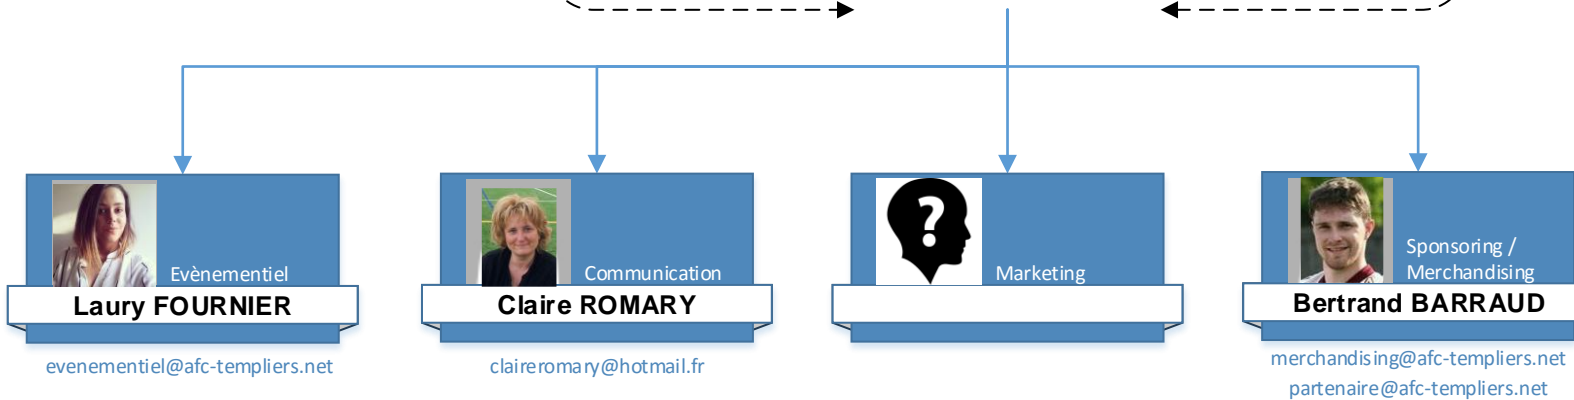 Evènementiel
Laury FOURNIER
evenementiel@afc-templiers.net
Communication
Claire ROMARY
claireromary@hotmail.fr
?
Marketing
Sponsoring /
Merchandising
Bertrand BARRAUD
merchandising@afc-templiers.net
partenaire@afc-templiers.net